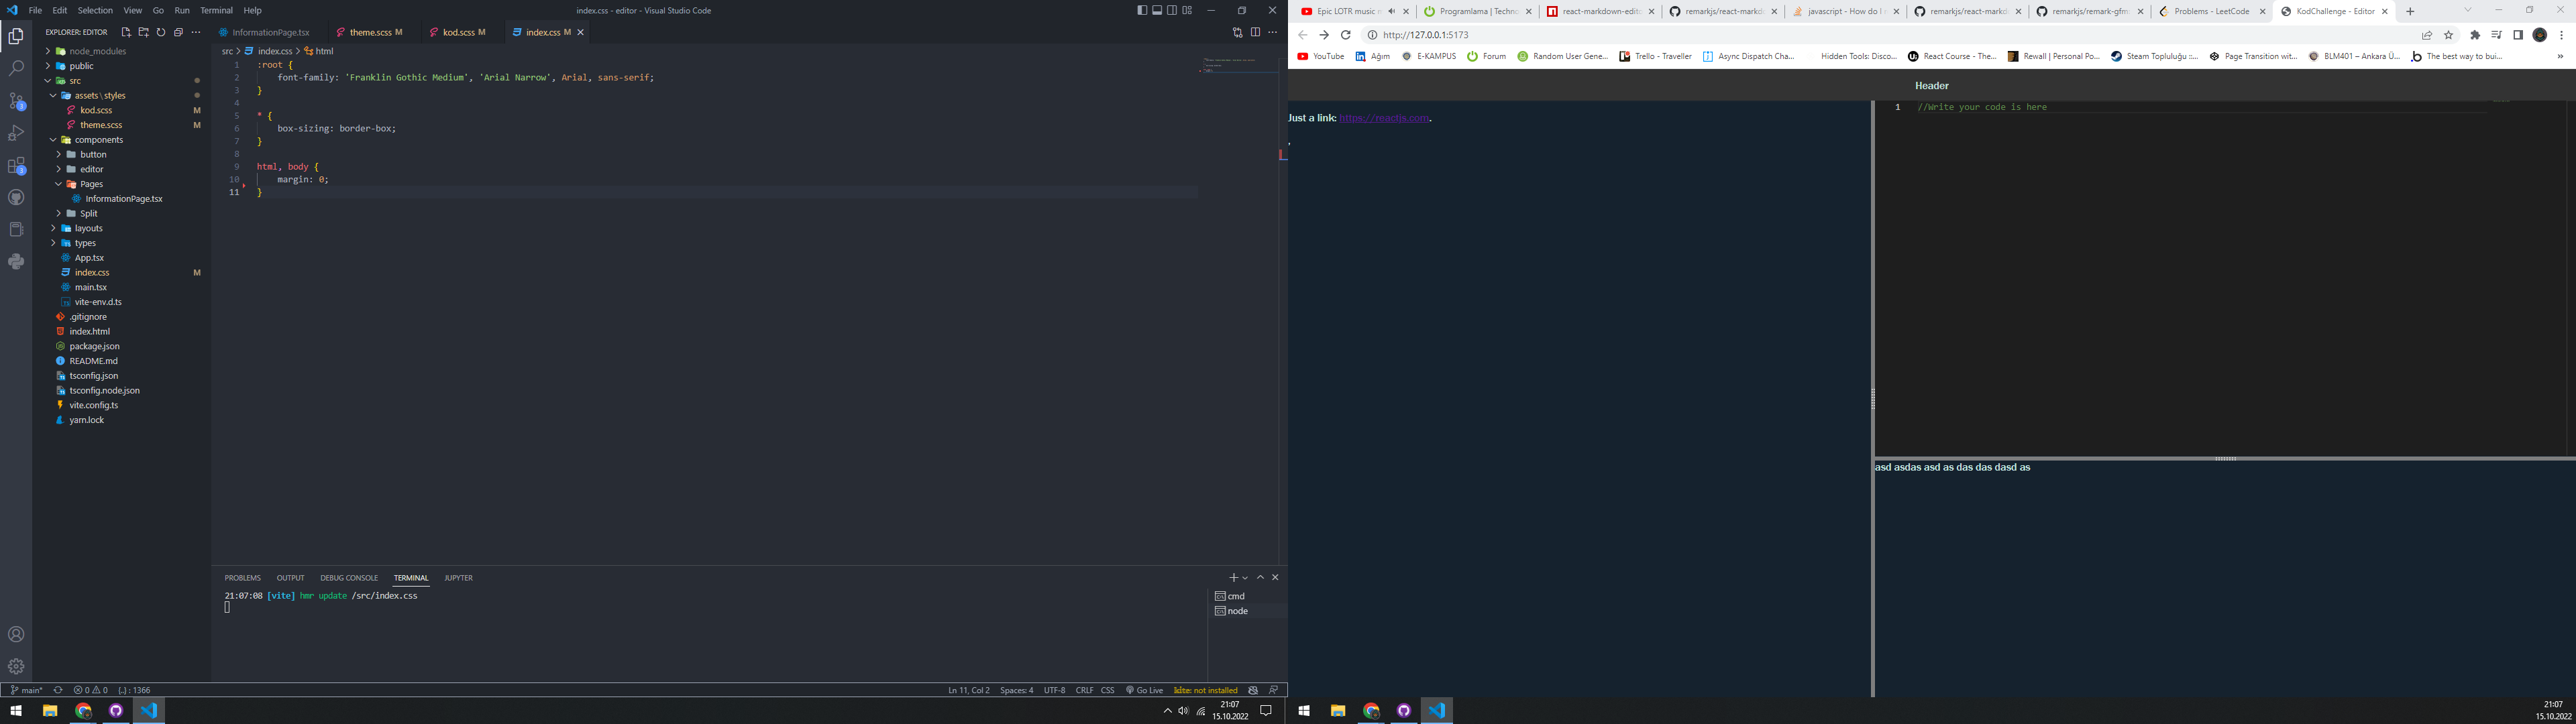 File Edit Selection View Go Run Terminal Help
index.css - editor - Visual Studio Code
EXPLORER: EDITOR
node_modules
public
src
assets\styles
kod.scss M
theme.scss M
components
button
editor
Pages
InformationPage.tsx
Split
layouts
types
App.tsx
index.css M
main.tsx
vite-env.d.ts
.gitignore
index.html
package.json
README.md
tsconfig.json
tsconfig.node.json
vite.config.ts
yarn.lock
3
3
InformationPage.tsx theme.scss M kod.scss M index.css M
src > index.css > html
1 :root {
2 font-family: 'Franklin Gothic Medium', 'Arial Narrow', Arial, sans-serif;
3 }
4
5 * {
6 box-sizing: border-box;
7 }
8
9 html, body {
10 margin: 0;
11 }
PROBLEMS OUTPUT DEBUG CONSOLE TERMINAL JUPYTER
21:07:08 [vite] hmr update /src/index.css
cmd
node
main* 0 0 {..} : 1366
Ln 11, Col 2 Spaces: 4 UTF-8 CRLF CSS Go Live not installed
21:07
15.10.2022
Epic LOTR music Programlama | Techno react-markdown-edito remarkjs/react-markdo javascript - How do I remarkjs/react-markdo remarkjs/remark-gfm Problems - LeetCode KodChallenge - Editor
http://127.0.0.1:5173
YouTube Ağım E-KAMPUS Forum Random User Gene... Trello - Traveller Async Dispatch Cha... Hidden Tools: Disco... React Course - The... Rewall | Personal Po... Steam Topluluğu ::... Page Transition wit... BLM401 – Ankara Ü... The best way to bui... »
Header
Just a link: https://reactjs.com.
,
1 //Write your code is here
asd asdas asd as das das dasd as
21:07
15.10.2022